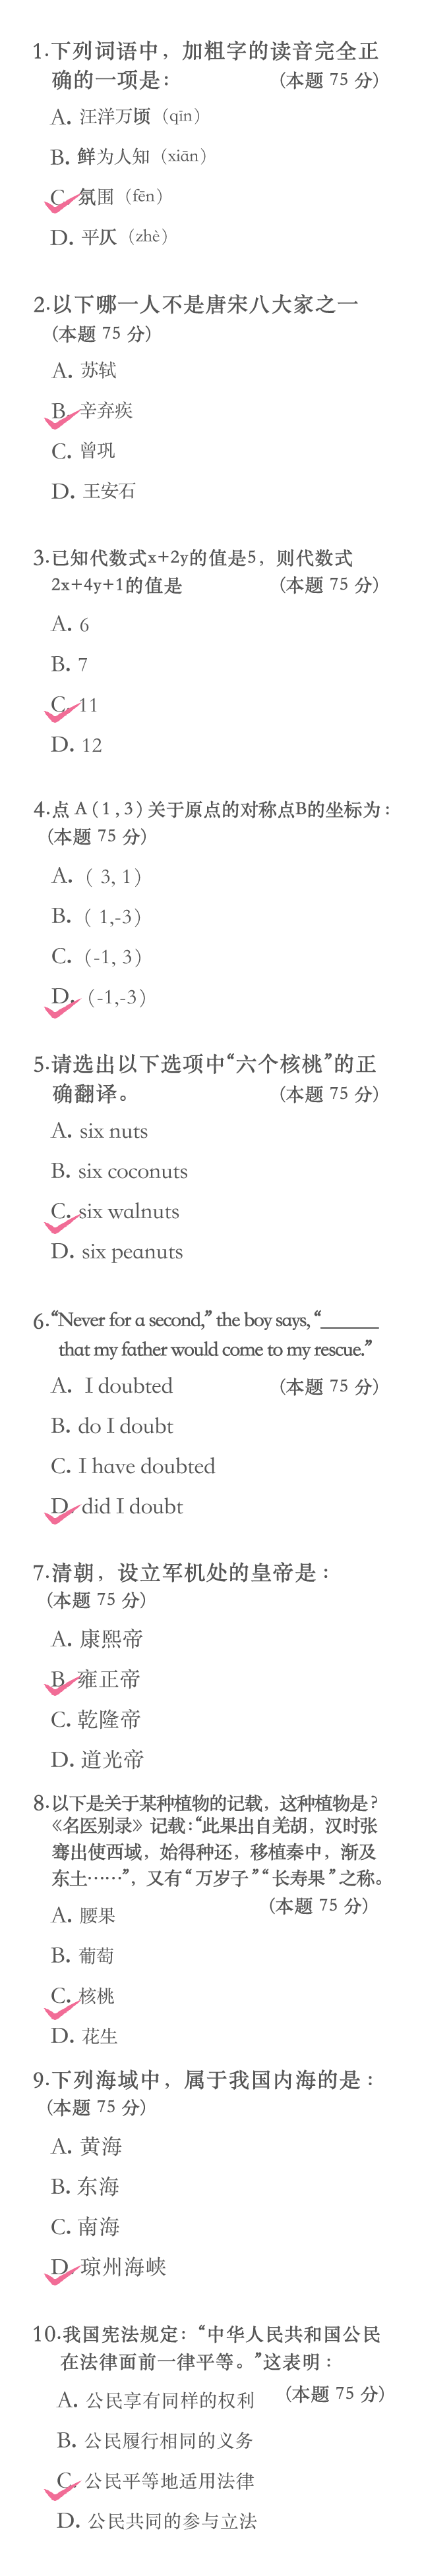 1.下列词语中，加粗字的读音完全正
确的一项是： (本题 75 分)
A. 汪洋万顷（qīn）
B. 鲜为人知（xiān）
C. 氛围（fēn）
D. 平仄（zhè）
2.以下哪一人不是唐宋八大家之一
(本题 75 分)
A. 苏轼
B. 辛弃疾
C. 曾巩
D. 王安石
3.已知代数式x+2y的值是5，则代数式
2x+4y+1的值是 (本题 75 分)
A. 6
B. 7
C. 11
D. 12
4.点 A ( 1 , 3 ) 关于原点的对称点B的坐标为：
(本题 75 分)
A. ( 3, 1 )
B. ( 1,-3 )
C. (-1, 3 )
D. (-1,-3 )
5.请选出以下选项中“六个核桃”的正
确翻译。 (本题 75 分)
A. six nuts
B. six coconuts
C. six walnuts
D. six peanuts
6.“Never for a second,” the boy says, “______
that my father would come to my rescue.”
A. I doubted (本题 75 分)
B. do I doubt
C. I have doubted
D. did I doubt
7.清朝，设立军机处的皇帝是：
(本题 75 分)
A. 康熙帝
B. 雍正帝
C. 乾隆帝
D. 道光帝
8.以下是关于某种植物的记载，这种植物是？
《名医别录》记载：“此果出自羌胡，汉时张
骞出使西域，始得种还，移植秦中，渐及
东土……”，又有“万岁子”“长寿果”之称。
(本题 75 分)
A. 腰果
B. 葡萄
C. 核桃
D. 花生
9.下列海域中，属于我国内海的是：
(本题 75 分)
A. 黄海
B. 东海
C. 南海
D. 琼州海峡
10.我国宪法规定：“中华人民共和国公民
在法律面前一律平等。”这表明：
A. 公民享有同样的权利 (本题 75 分)
B. 公民履行相同的义务
C. 公民平等地适用法律
D. 公民共同的参与立法